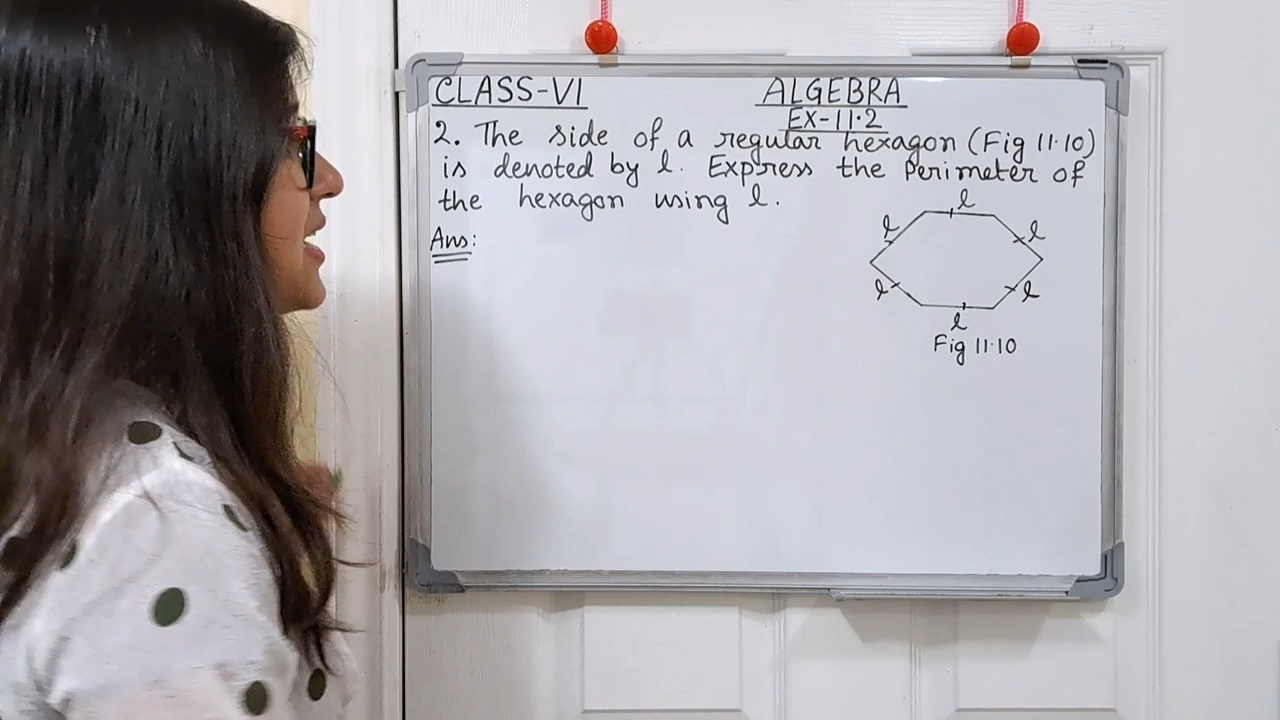 CLASS-VI ALGEBRA
EX-11.2
2. The side of a regular hexagon (Fig 11.10)
is denoted by l. Express the Perimeter of
the hexagon using l.
Ans:
l
l l
l l
l
Fig 11.10